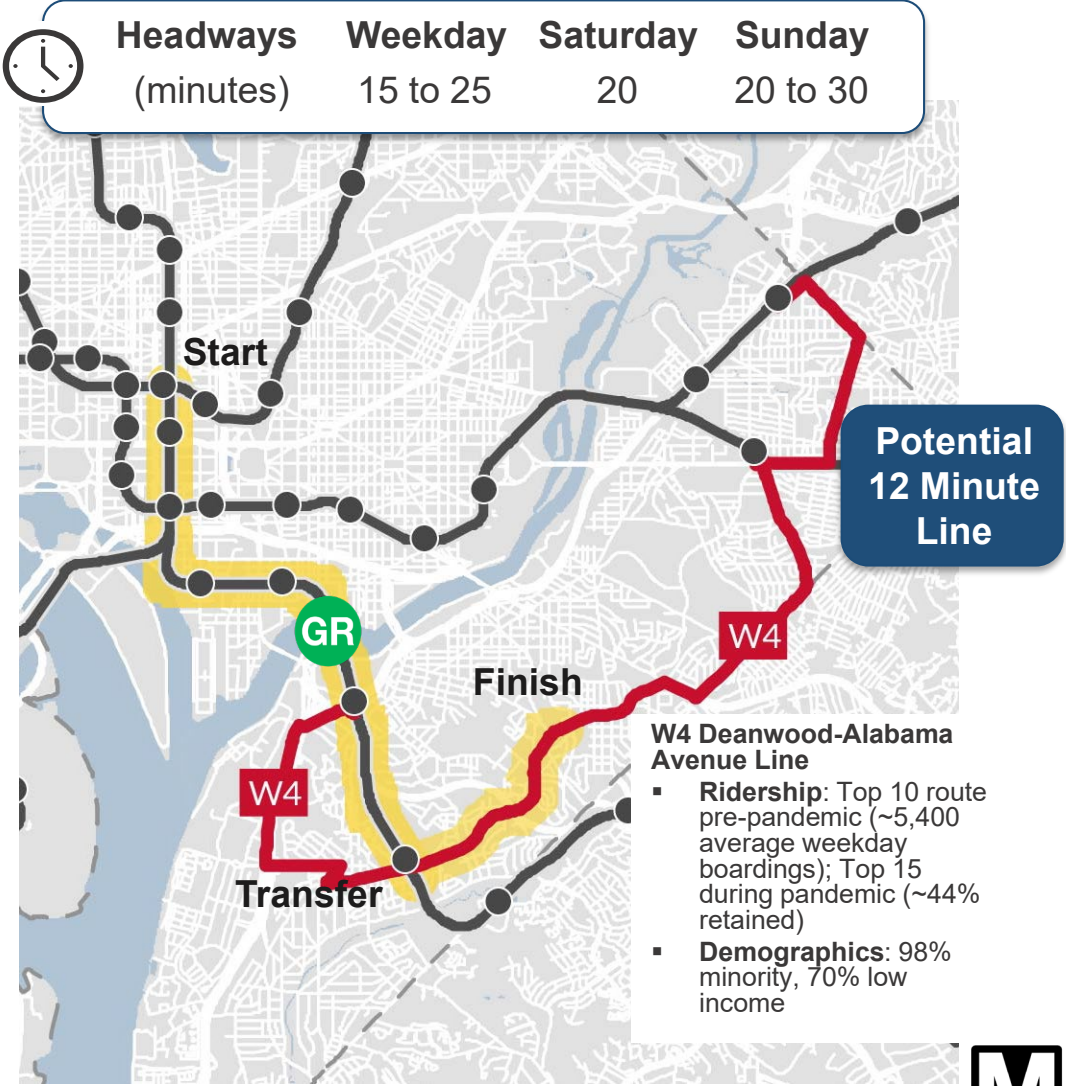 Headways Weekday Saturday Sunday
(minutes) 15 to 25 20 20 to 30
Start
Potential
12 Minute
Line
GR
W4
Finish
W4
Transfer
W4 Deanwood-Alabama
Avenue Line
▪ Ridership: Top 10 route
pre-pandemic (~5,400
average weekday
boardings); Top 15
during pandemic (~44%
retained)
▪ Demographics: 98%
minority, 70% low
income
M